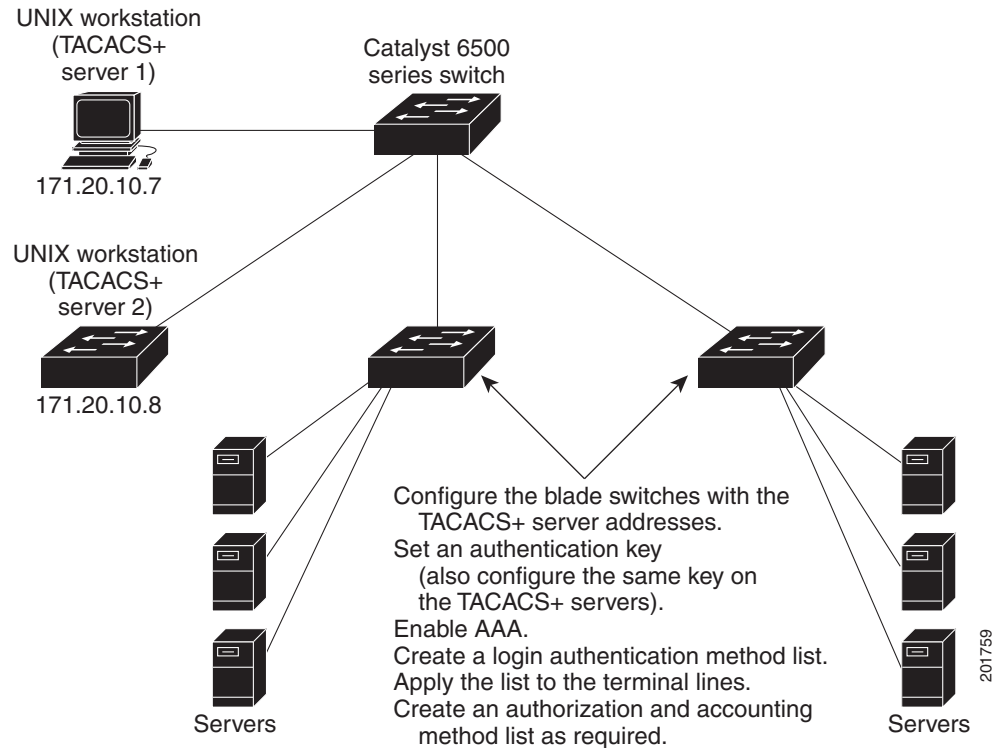 UNIX workstation
(TACACS+
server 1)
Catalyst 6500
series switch
171.20.10.7
UNIX workstation
(TACACS+
server 2)
171.20.10.8
Configure the blade switches with the
TACACS+ server addresses.
Set an authentication key
(also configure the same key on
the TACACS+ servers).
Enable AAA.
Create a login authentication method list.
Apply the list to the terminal lines.
Create an authorization and accounting
method list as required.
Servers
Servers
201759